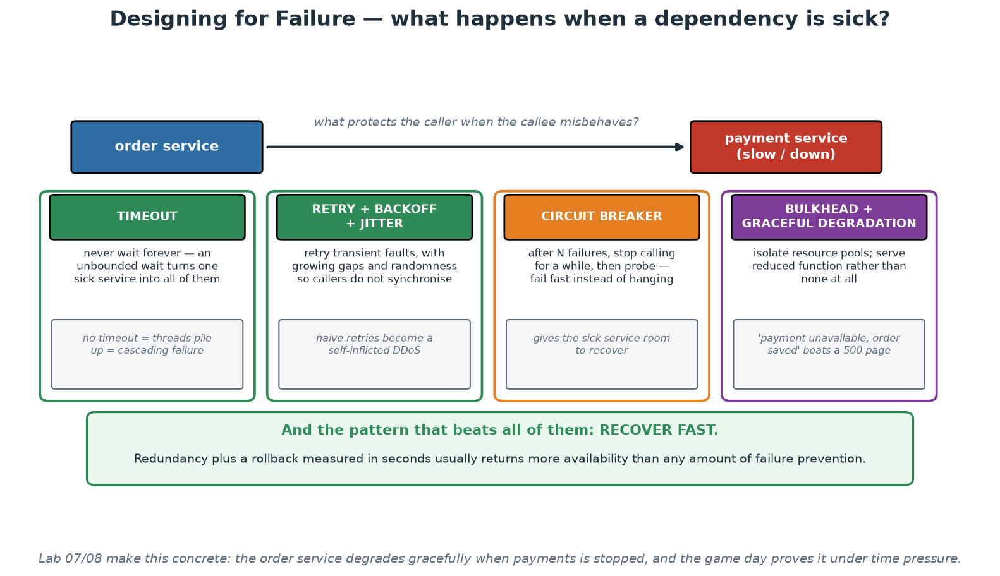 Designing for Failure — what happens when a dependency is sick?
what protects the caller when the callee misbehaves?
order service
payment service
(slow / down)
TIMEOUT
never wait forever — an
unbounded wait turns one
sick service into all of them
no timeout = threads pile
up = cascading failure
RETRY + BACKOFF
+ JITTER
retry transient faults, with
growing gaps and randomness
so callers do not synchronise
naive retries become a
self-inflicted DDoS
CIRCUIT BREAKER
after N failures, stop calling
for a while, then probe —
fail fast instead of hanging
gives the sick service room
to recover
BULKHEAD +
GRACEFUL DEGRADATION
isolate resource pools; serve
reduced function rather than
none at all
'payment unavailable, order
saved' beats a 500 page
And the pattern that beats all of them: RECOVER FAST.
Redundancy plus a rollback measured in seconds usually returns more availability than any amount of failure prevention.
Lab 07/08 make this concrete: the order service degrades gracefully when payments is stopped, and the game day proves it under time pressure.